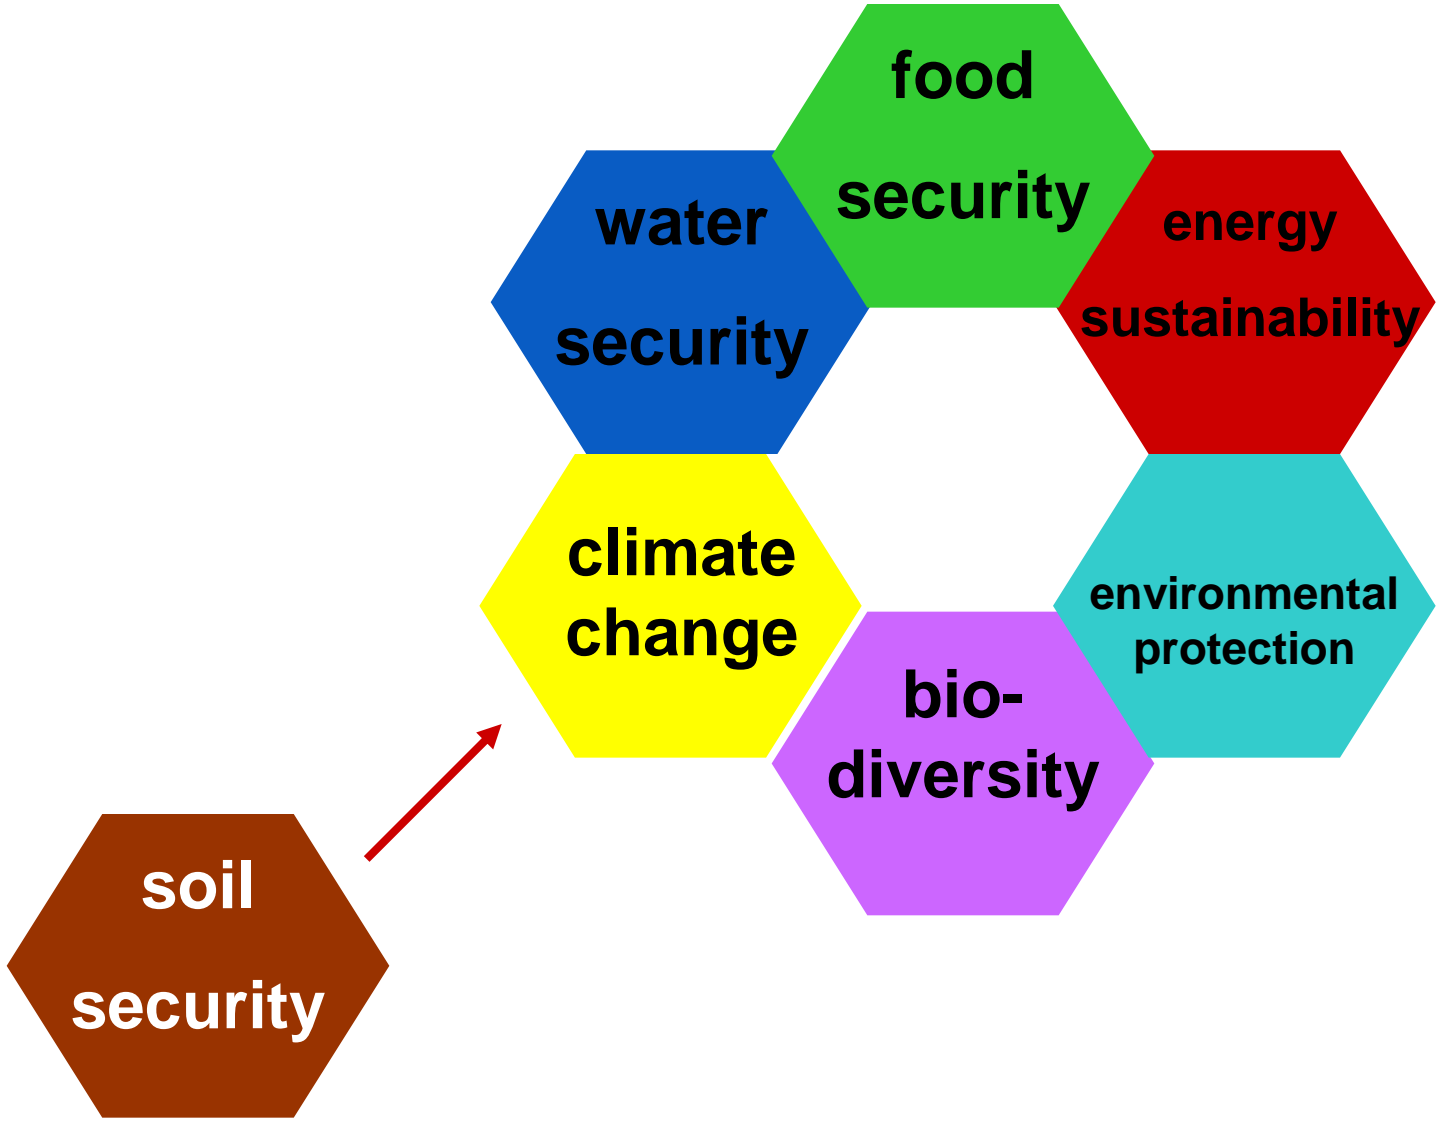 food
security
water
security
energy
sustainability
climate
change
environmental
protection
bio-
diversity
soil
security